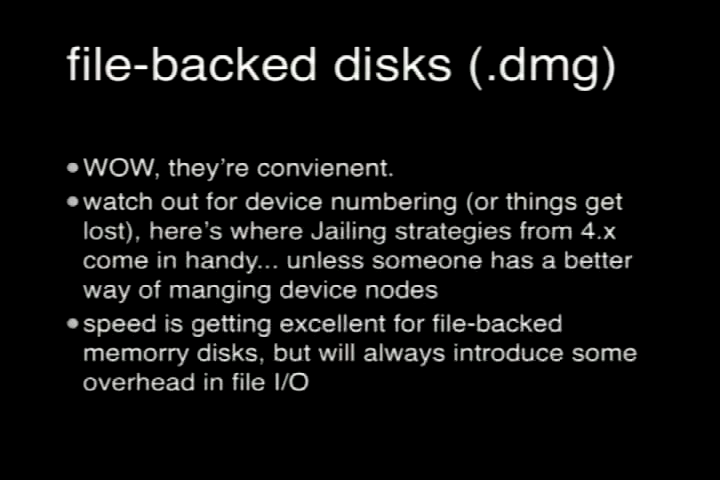 file-backed disks (.dmg)
• WOW, they're convienent.
• watch out for device numbering (or things get
lost), here's where Jailing strategies from 4.x
come in handy... unless someone has a better
way of manging device nodes
• speed is getting excellent for file-backed
memorry disks, but will always introduce some
overhead in file I/O